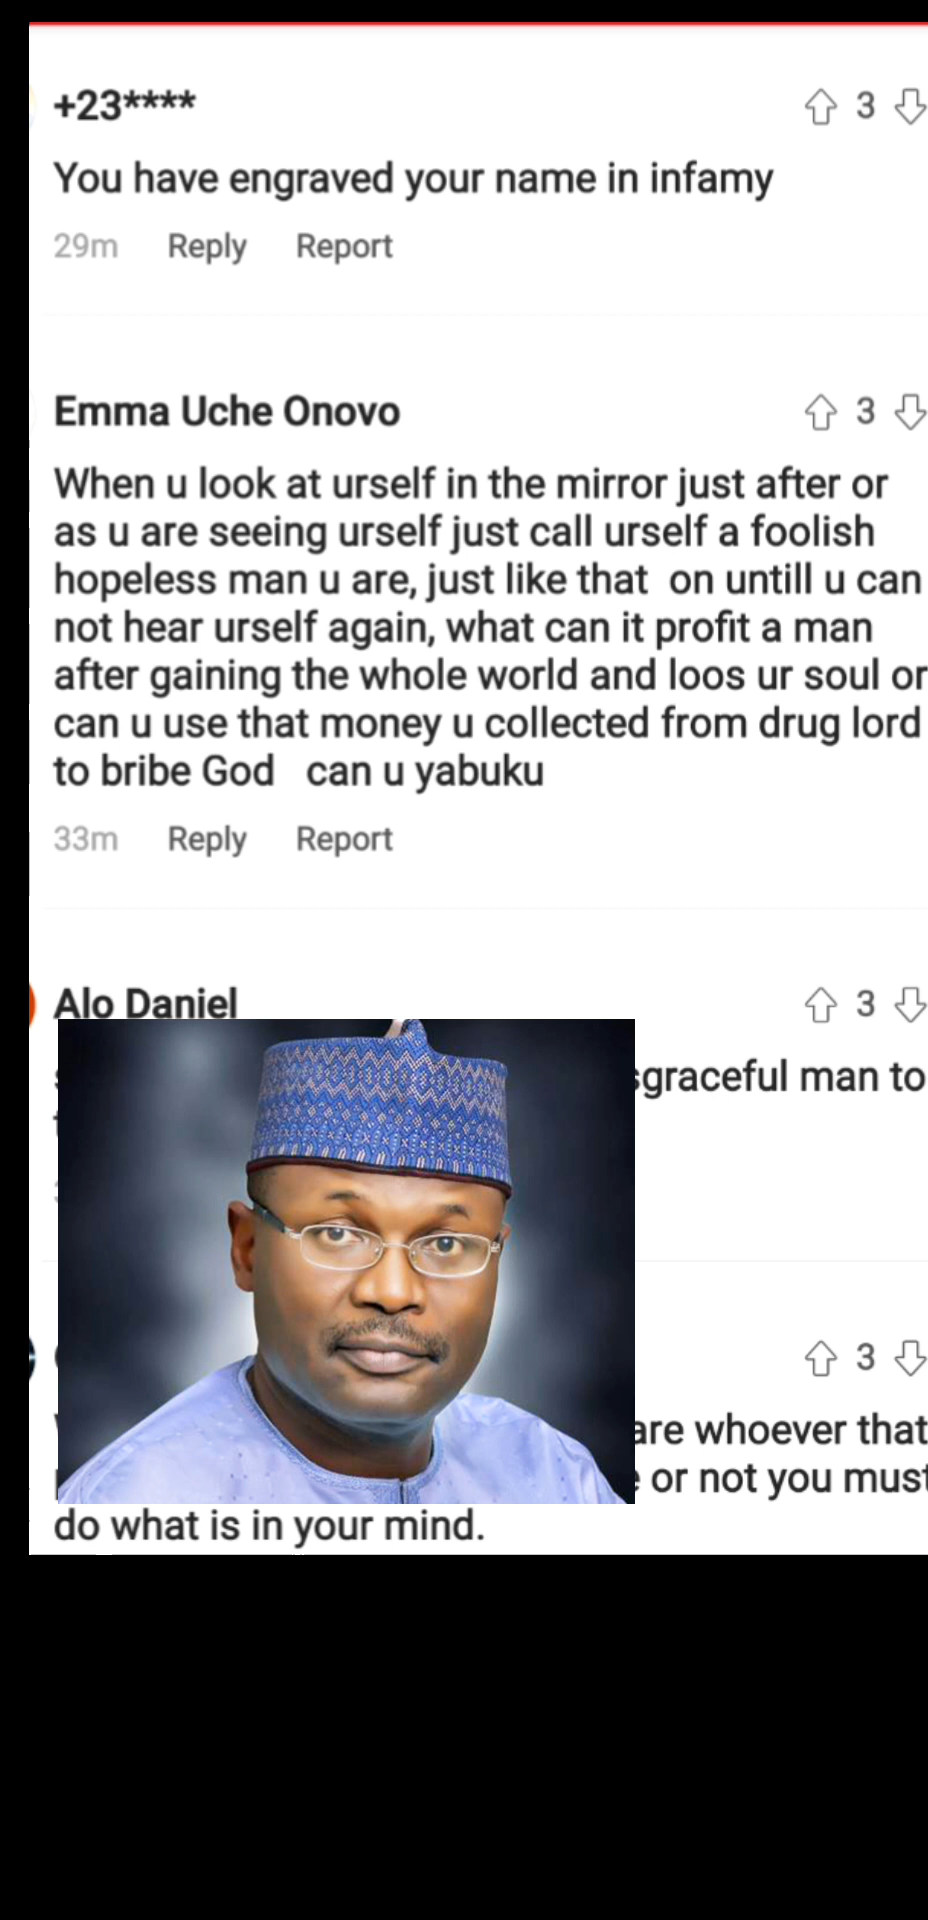 +23****
3
You have engraved your name in infamy
29m Reply Report
Emma Uche Onovo
3
When u look at urself in the mirror just after or
as u are seeing urself just call urself a foolish
hopeless man u are, just like that on untill u can
not hear urself again, what can it profit a man
after gaining the whole world and loos ur soul or
can u use that money u collected from drug lord
to bribe God can u yabuku
33m Reply Report
Alo Daniel
3
man to
3
whoever that
or not you must
do what is in your mind.